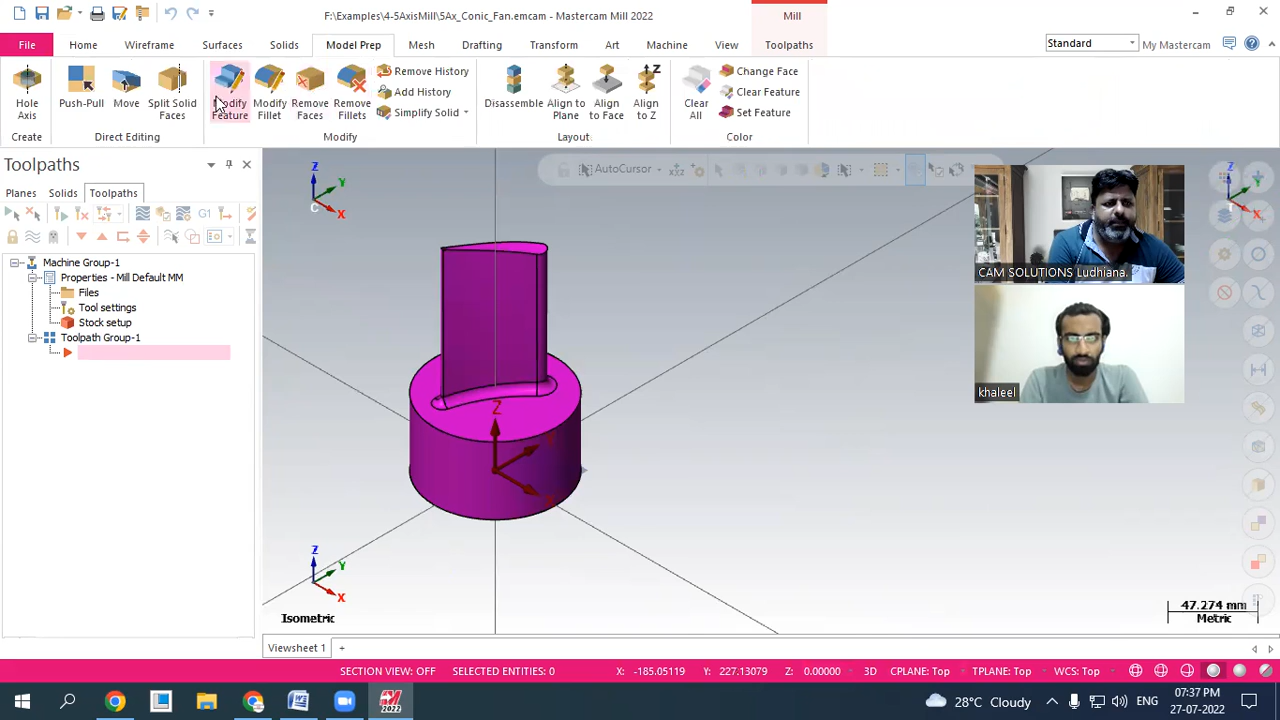 F:\Examples\4-5AxisMill\5Ax_Conic_Fan.emcam - Mastercam Mill 2022
Mill
File Home Wireframe Surfaces Solids Model Prep Mesh Drafting Transform Art Machine View Toolpaths
Standard My Mastercam
Hole Axis
Push-Pull Move Split Solid Faces
Modify Feature Modify Fillet Remove Faces Remove Fillets
Remove History
Add History
Simplify Solid
Disassemble Align to Plane Align to Face Align to Z
Clear All
Change Face
Clear Feature
Set Feature
Create Direct Editing Modify Layout Color
Toolpaths
AutoCursor
Planes Solids Toolpaths
G1
Machine Group-1
Properties - Mill Default MM
Files
Tool settings
Stock setup
Toolpath Group-1
Z
Y
X
C
Z
X
Z
Y
X
Z
Y
X
CAM SOLUTIONS Ludhiana.
khaleel
Isometric
47.274 mm
Metric
Viewsheet 1 +
SECTION VIEW: OFF SELECTED ENTITIES: 0 X: -185.05119 Y: 227.13079 Z: 0.00000 3D CPLANE: Top TPLANE: Top WCS: Top
2022
28°C Cloudy
ENG
07:37 PM
27-07-2022